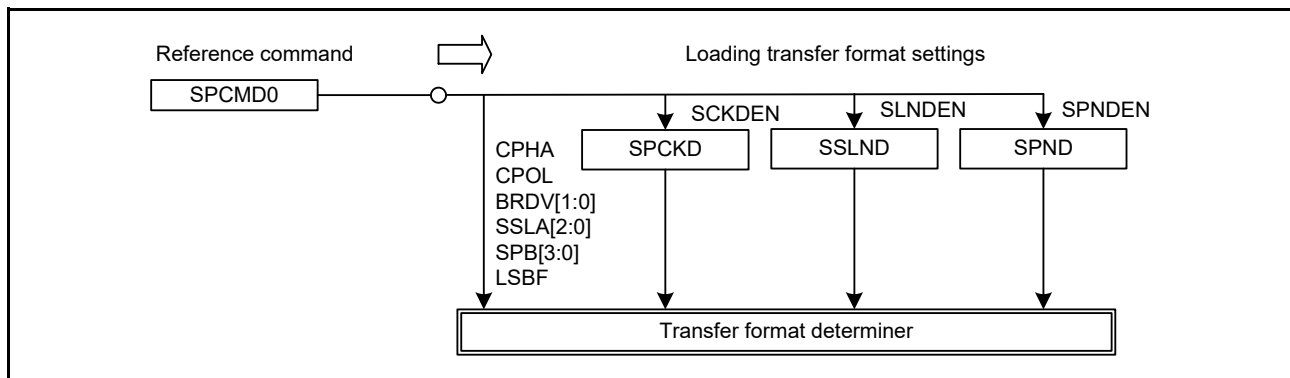 Reference command
Loading transfer format settings
SPCMD0
SCKDEN
SLNDEN
SPNDEN
SPCKD
SSLND
SPND
CPHA
CPOL
BRDV[1:0]
SSLA[2:0]
SPB[3:0]
LSBF
Transfer format determiner